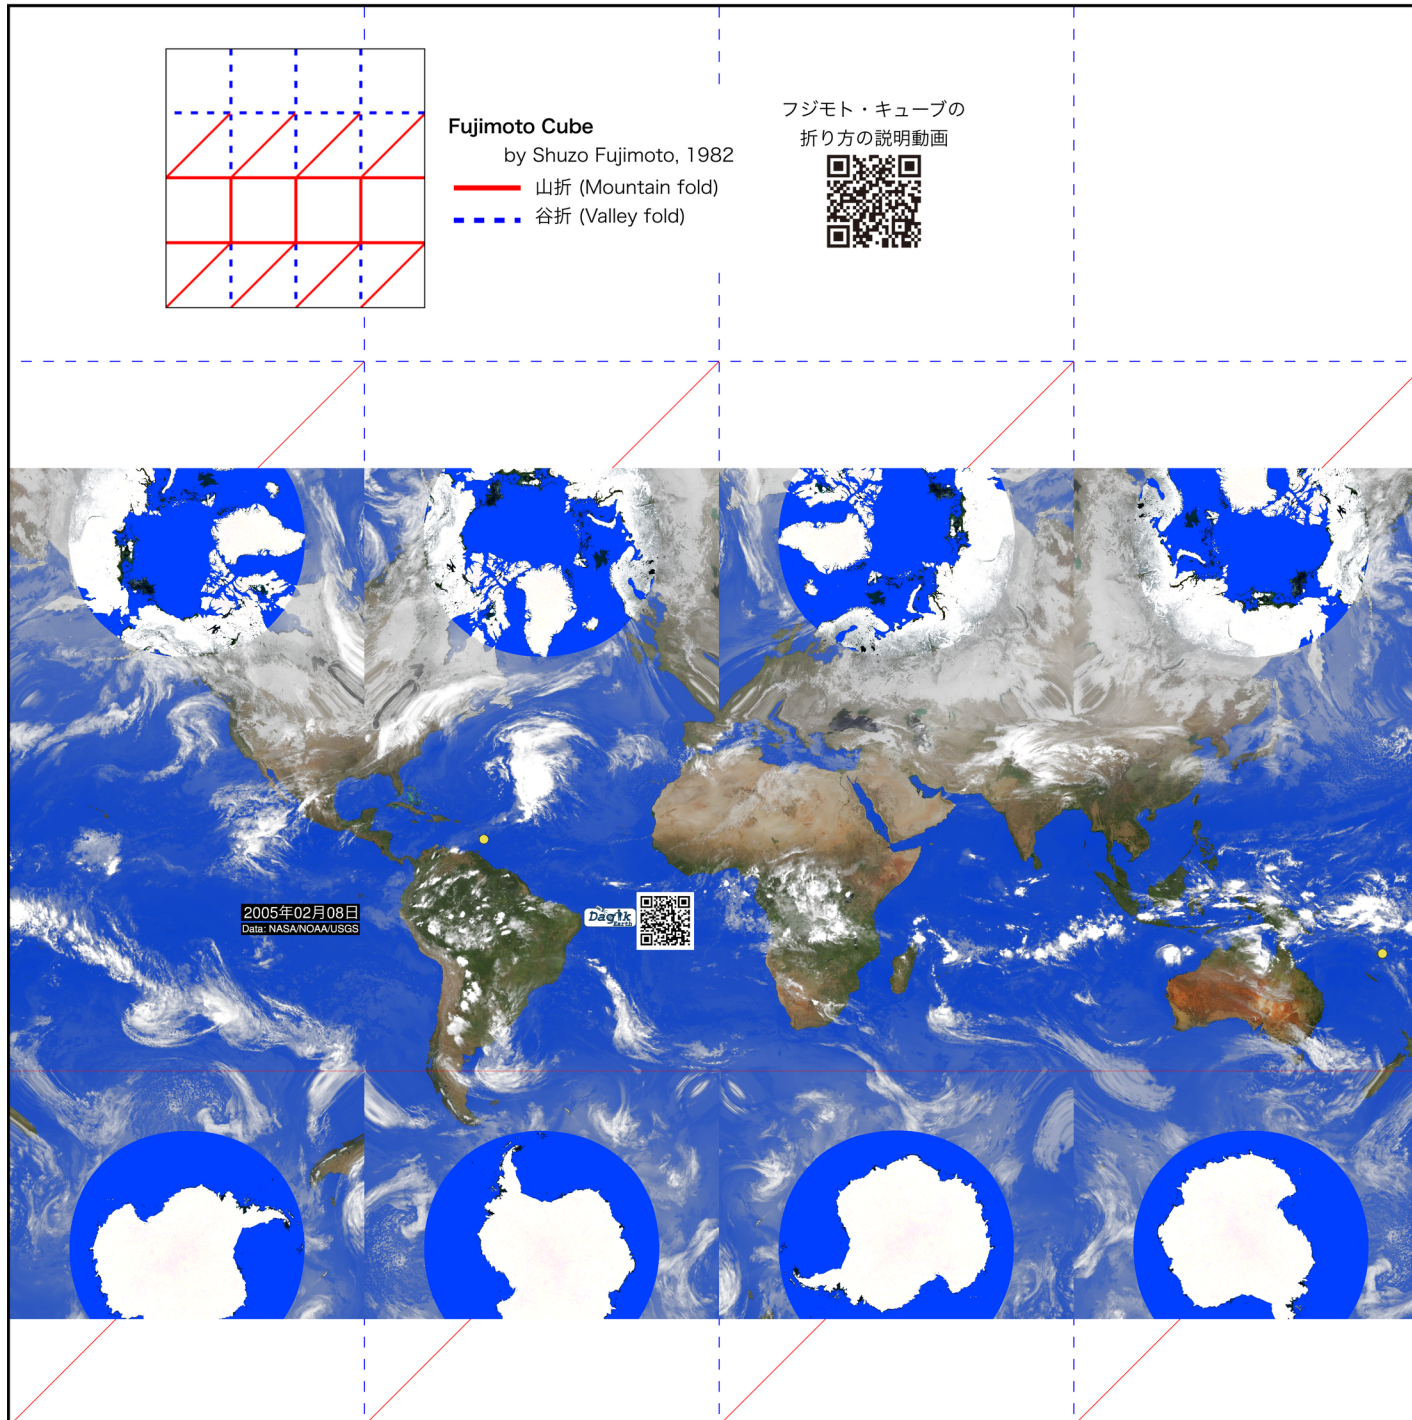 Fujimoto Cube
by Shuzo Fujimoto, 1982
山折 (Mountain fold)
谷折 (Valley fold)
フジモト・キューブの
折り方の説明動画
2005年02月08日
Data: NASA/NOAA/USGS
Dagik
Earth